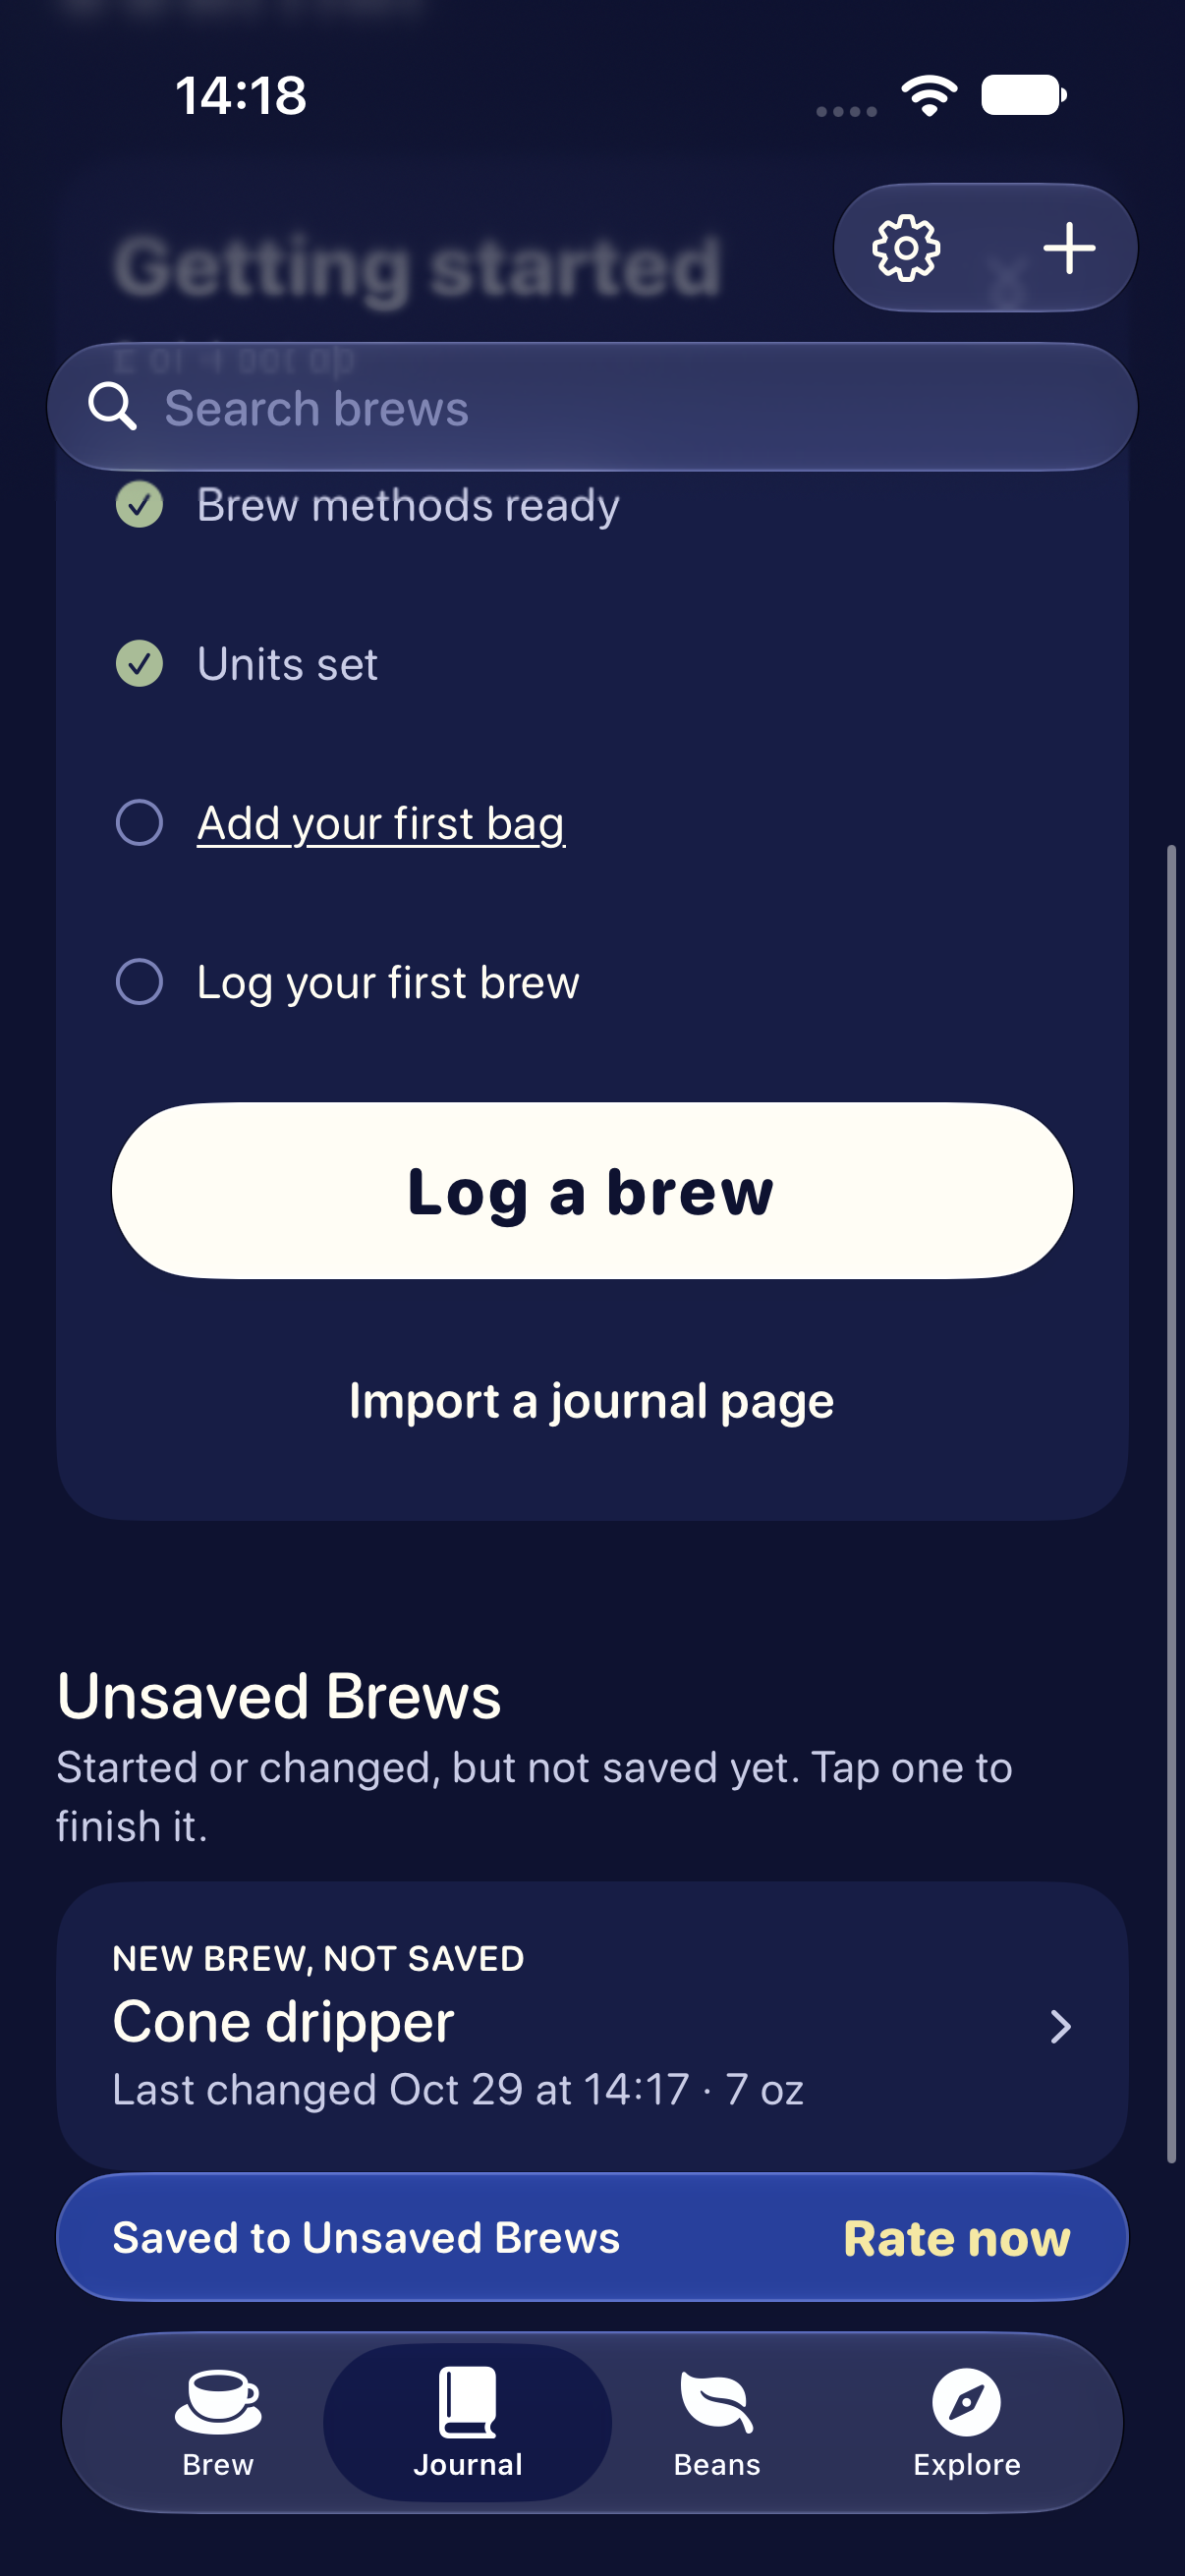 14:18
Getting started
Search brews
Brew methods ready
Units set
Add your first bag
Log your first brew
Log a brew
Import a journal page
Unsaved Brews
Started or changed, but not saved yet. Tap one to
finish it.
NEW BREW, NOT SAVED
Cone dripper
Last changed Oct 29 at 14:17 · 7 oz
Saved to Unsaved Brews
Rate now
Brew
Journal
Beans
Explore